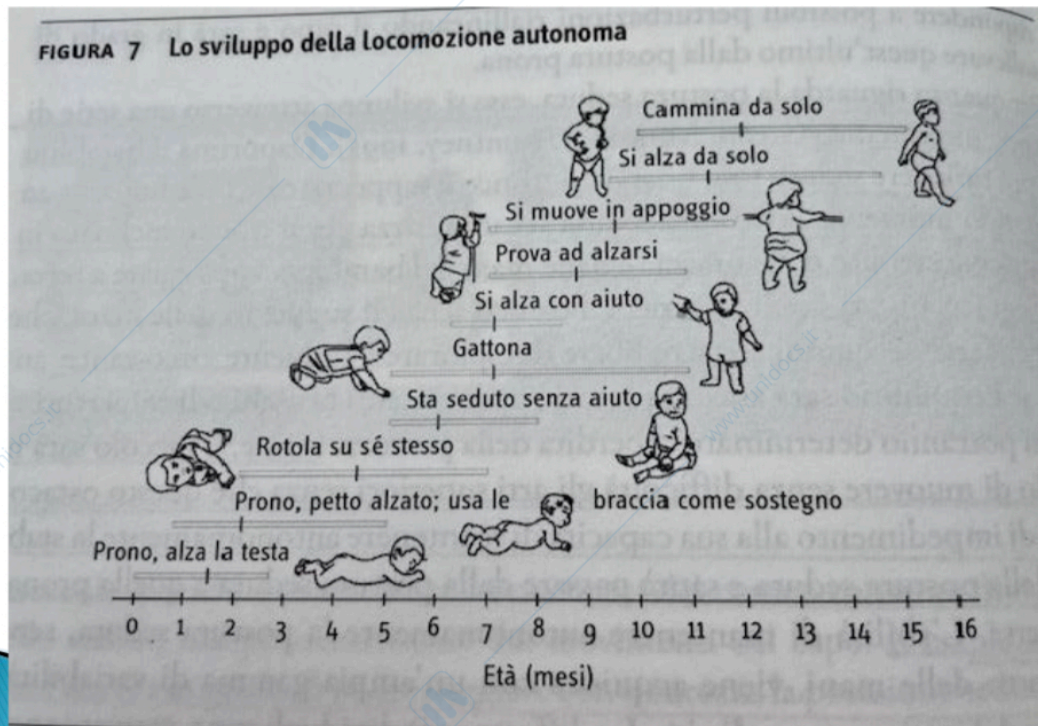 FIGURA 7 Lo sviluppo della locomozione autonoma
Cammina da solo
Si alza da solo
Si muove in appoggio
Prova ad alzarsi
Si alza con aiuto
Gattona
Sta seduto senza aiuto
Rotola su sé stesso
Prono, petto alzato; usa le braccia come sostegno
Prono, alza la testa
0 1 2 3 4 5 6 7 8 9 10 11 12 13 14 15 16
Età (mesi)